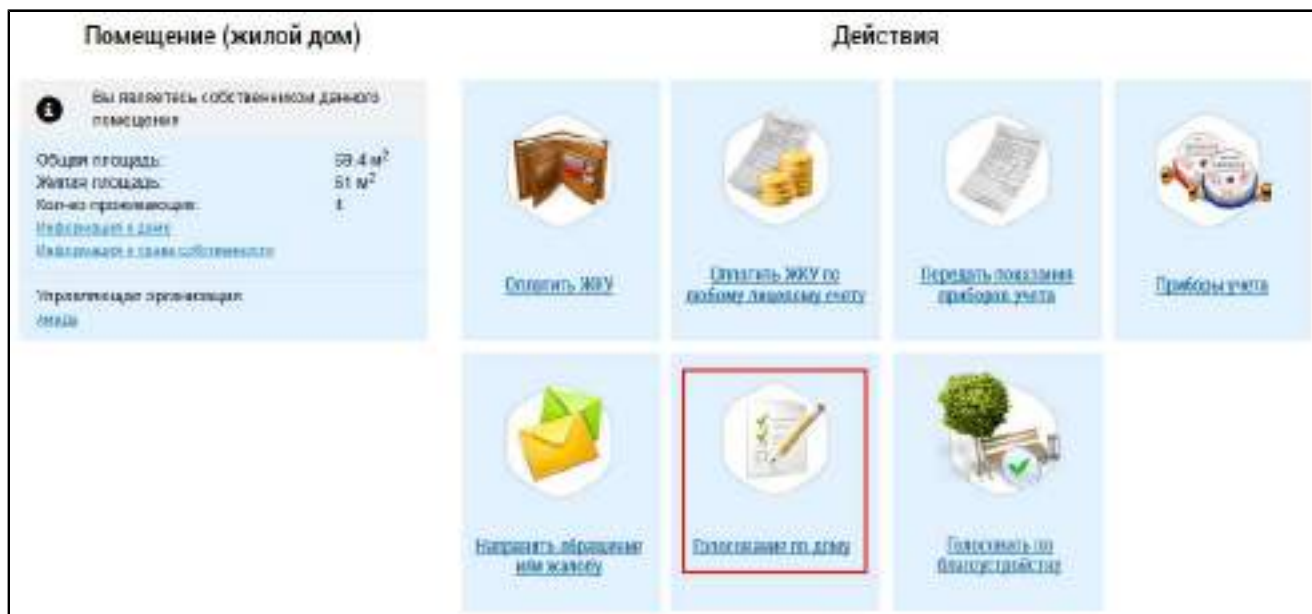 Помещение (жилой дом)
Действия
Вы являетесь собственником данного
помещения
Общая площадь: 59.4 м²
Жилая площадь: 51 м²
Кол-во проживающих:
Информация о доме
Информация о праве собственности
Управляющая организация:
Оплатить ЖКУ
Оплатить ЖКУ по
любому лицевому счету
Передать показания
приборов учета
Приборы учета
Направить обращение
или жалобу
Голосование по дому
Голосовать по
благоустройству